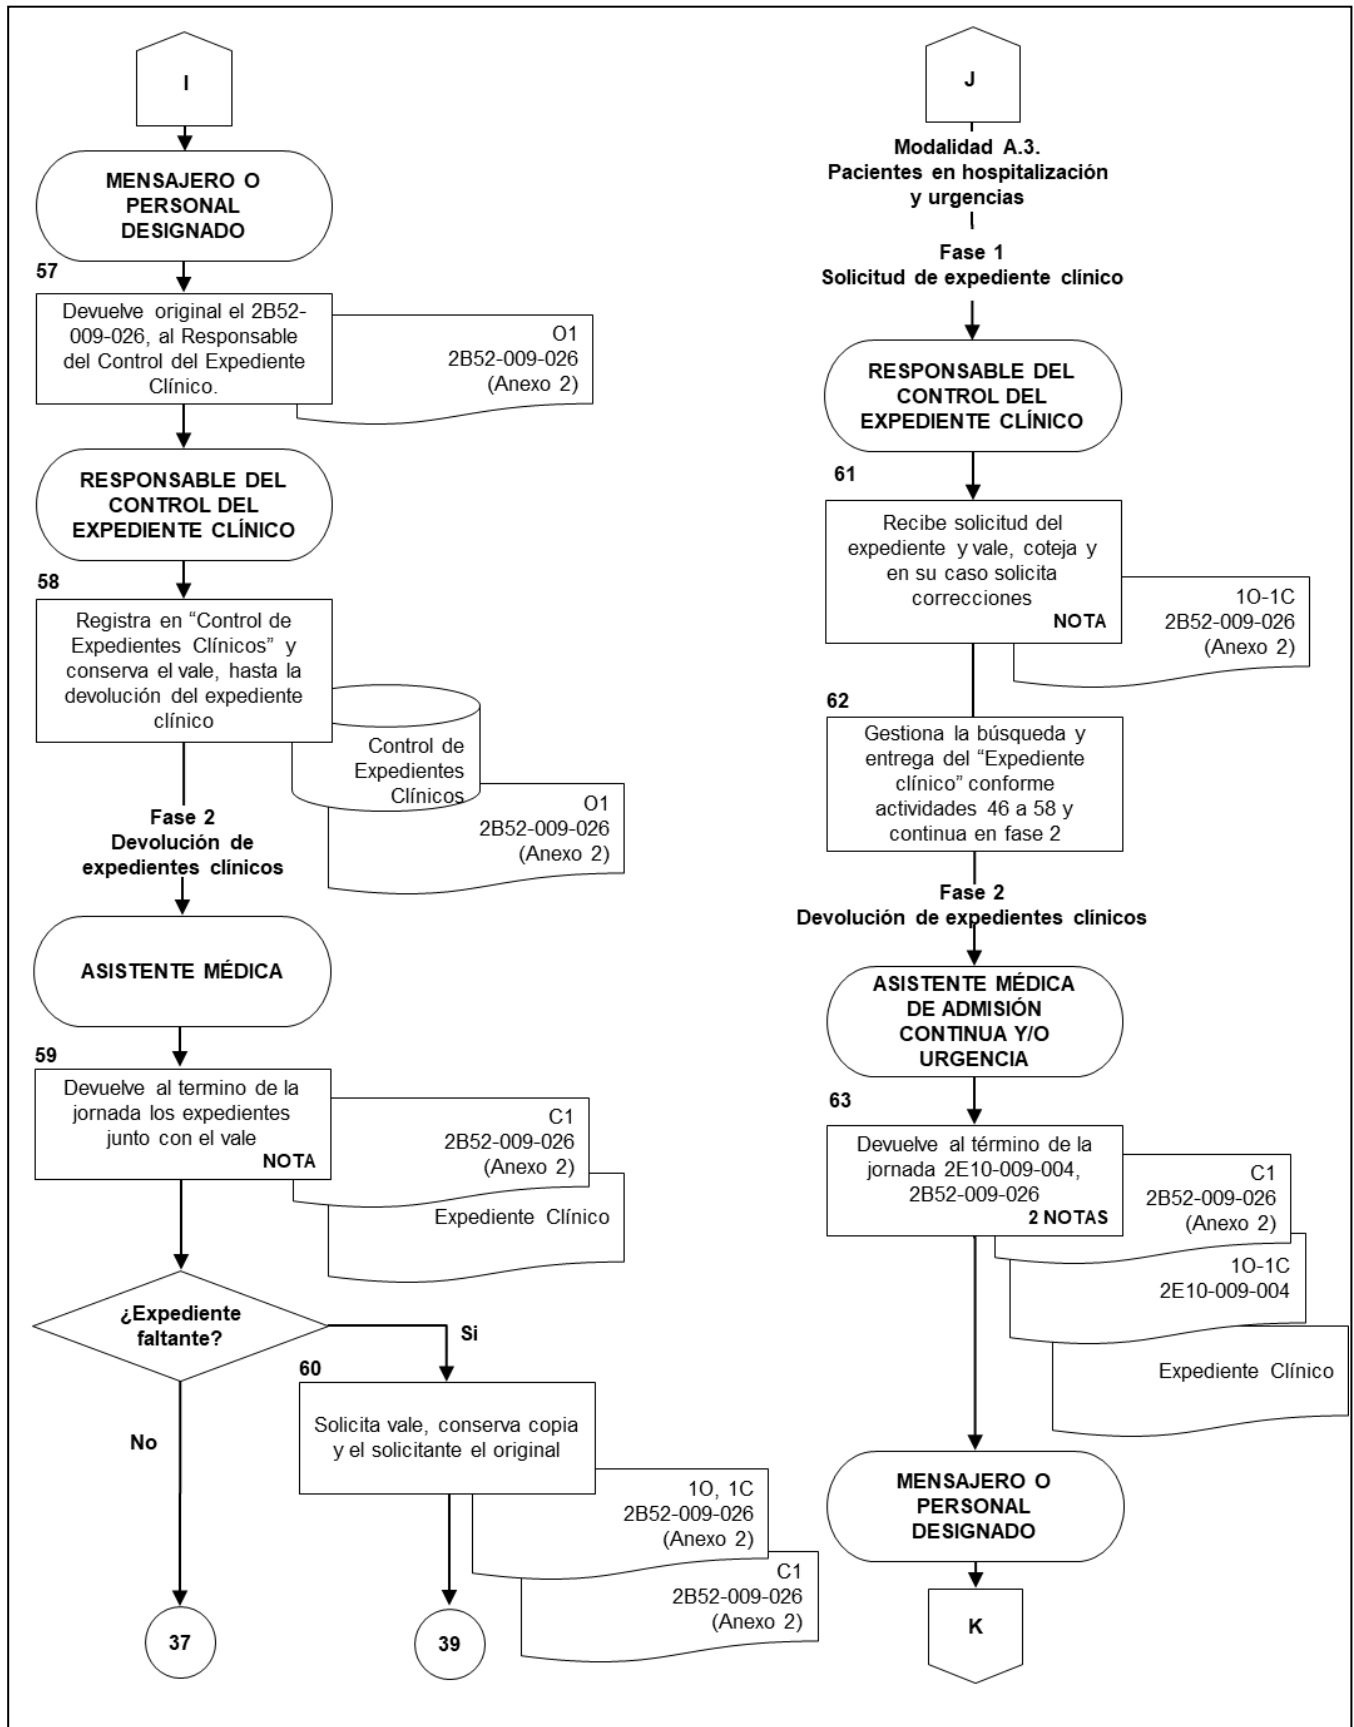 I
MENSAJERO O
PERSONAL
DESIGNADO
57
Devuelve original el 2B52-
009-026, al Responsable
del Control del Expediente
Clínico.
O1
2B52-009-026
(Anexo 2)
RESPONSABLE DEL
CONTROL DEL
EXPEDIENTE CLÍNICO
58
Registra en “Control de
Expedientes Clínicos” y
conserva el vale, hasta la
devolución del expediente
clínico
Control de
Expedientes
Clínicos
O1
2B52-009-026
(Anexo 2)
Fase 2
Devolución de
expedientes clínicos
ASISTENTE MÉDICA
59
Devuelve al termino de la
jornada los expedientes
junto con el vale
NOTA
C1
2B52-009-026
(Anexo 2)
Expediente Clínico
¿Expediente
faltante?
Si
No
60
Solicita vale, conserva copia
y el solicitante el original
1O, 1C
2B52-009-026
(Anexo 2)
C1
2B52-009-026
(Anexo 2)
37
39
J
Modalidad A.3.
Pacientes en hospitalización
y urgencias
Fase 1
Solicitud de expediente clínico
RESPONSABLE DEL
CONTROL DEL
EXPEDIENTE CLÍNICO
61
Recibe solicitud del
expediente y vale, coteja y
en su caso solicita
correcciones
NOTA
1O-1C
2B52-009-026
(Anexo 2)
62
Gestiona la búsqueda y
entrega del “Expediente
clínico” conforme
actividades 46 a 58 y
continua en fase 2
Fase 2
Devolución de expedientes clínicos
ASISTENTE MÉDICA
DE ADMISIÓN
CONTINUA Y/O
URGENCIA
63
Devuelve al término de la
jornada 2E10-009-004,
2B52-009-026
2 NOTAS
C1
2B52-009-026
(Anexo 2)
1O-1C
2E10-009-004
Expediente Clínico
MENSAJERO O
PERSONAL
DESIGNADO
K